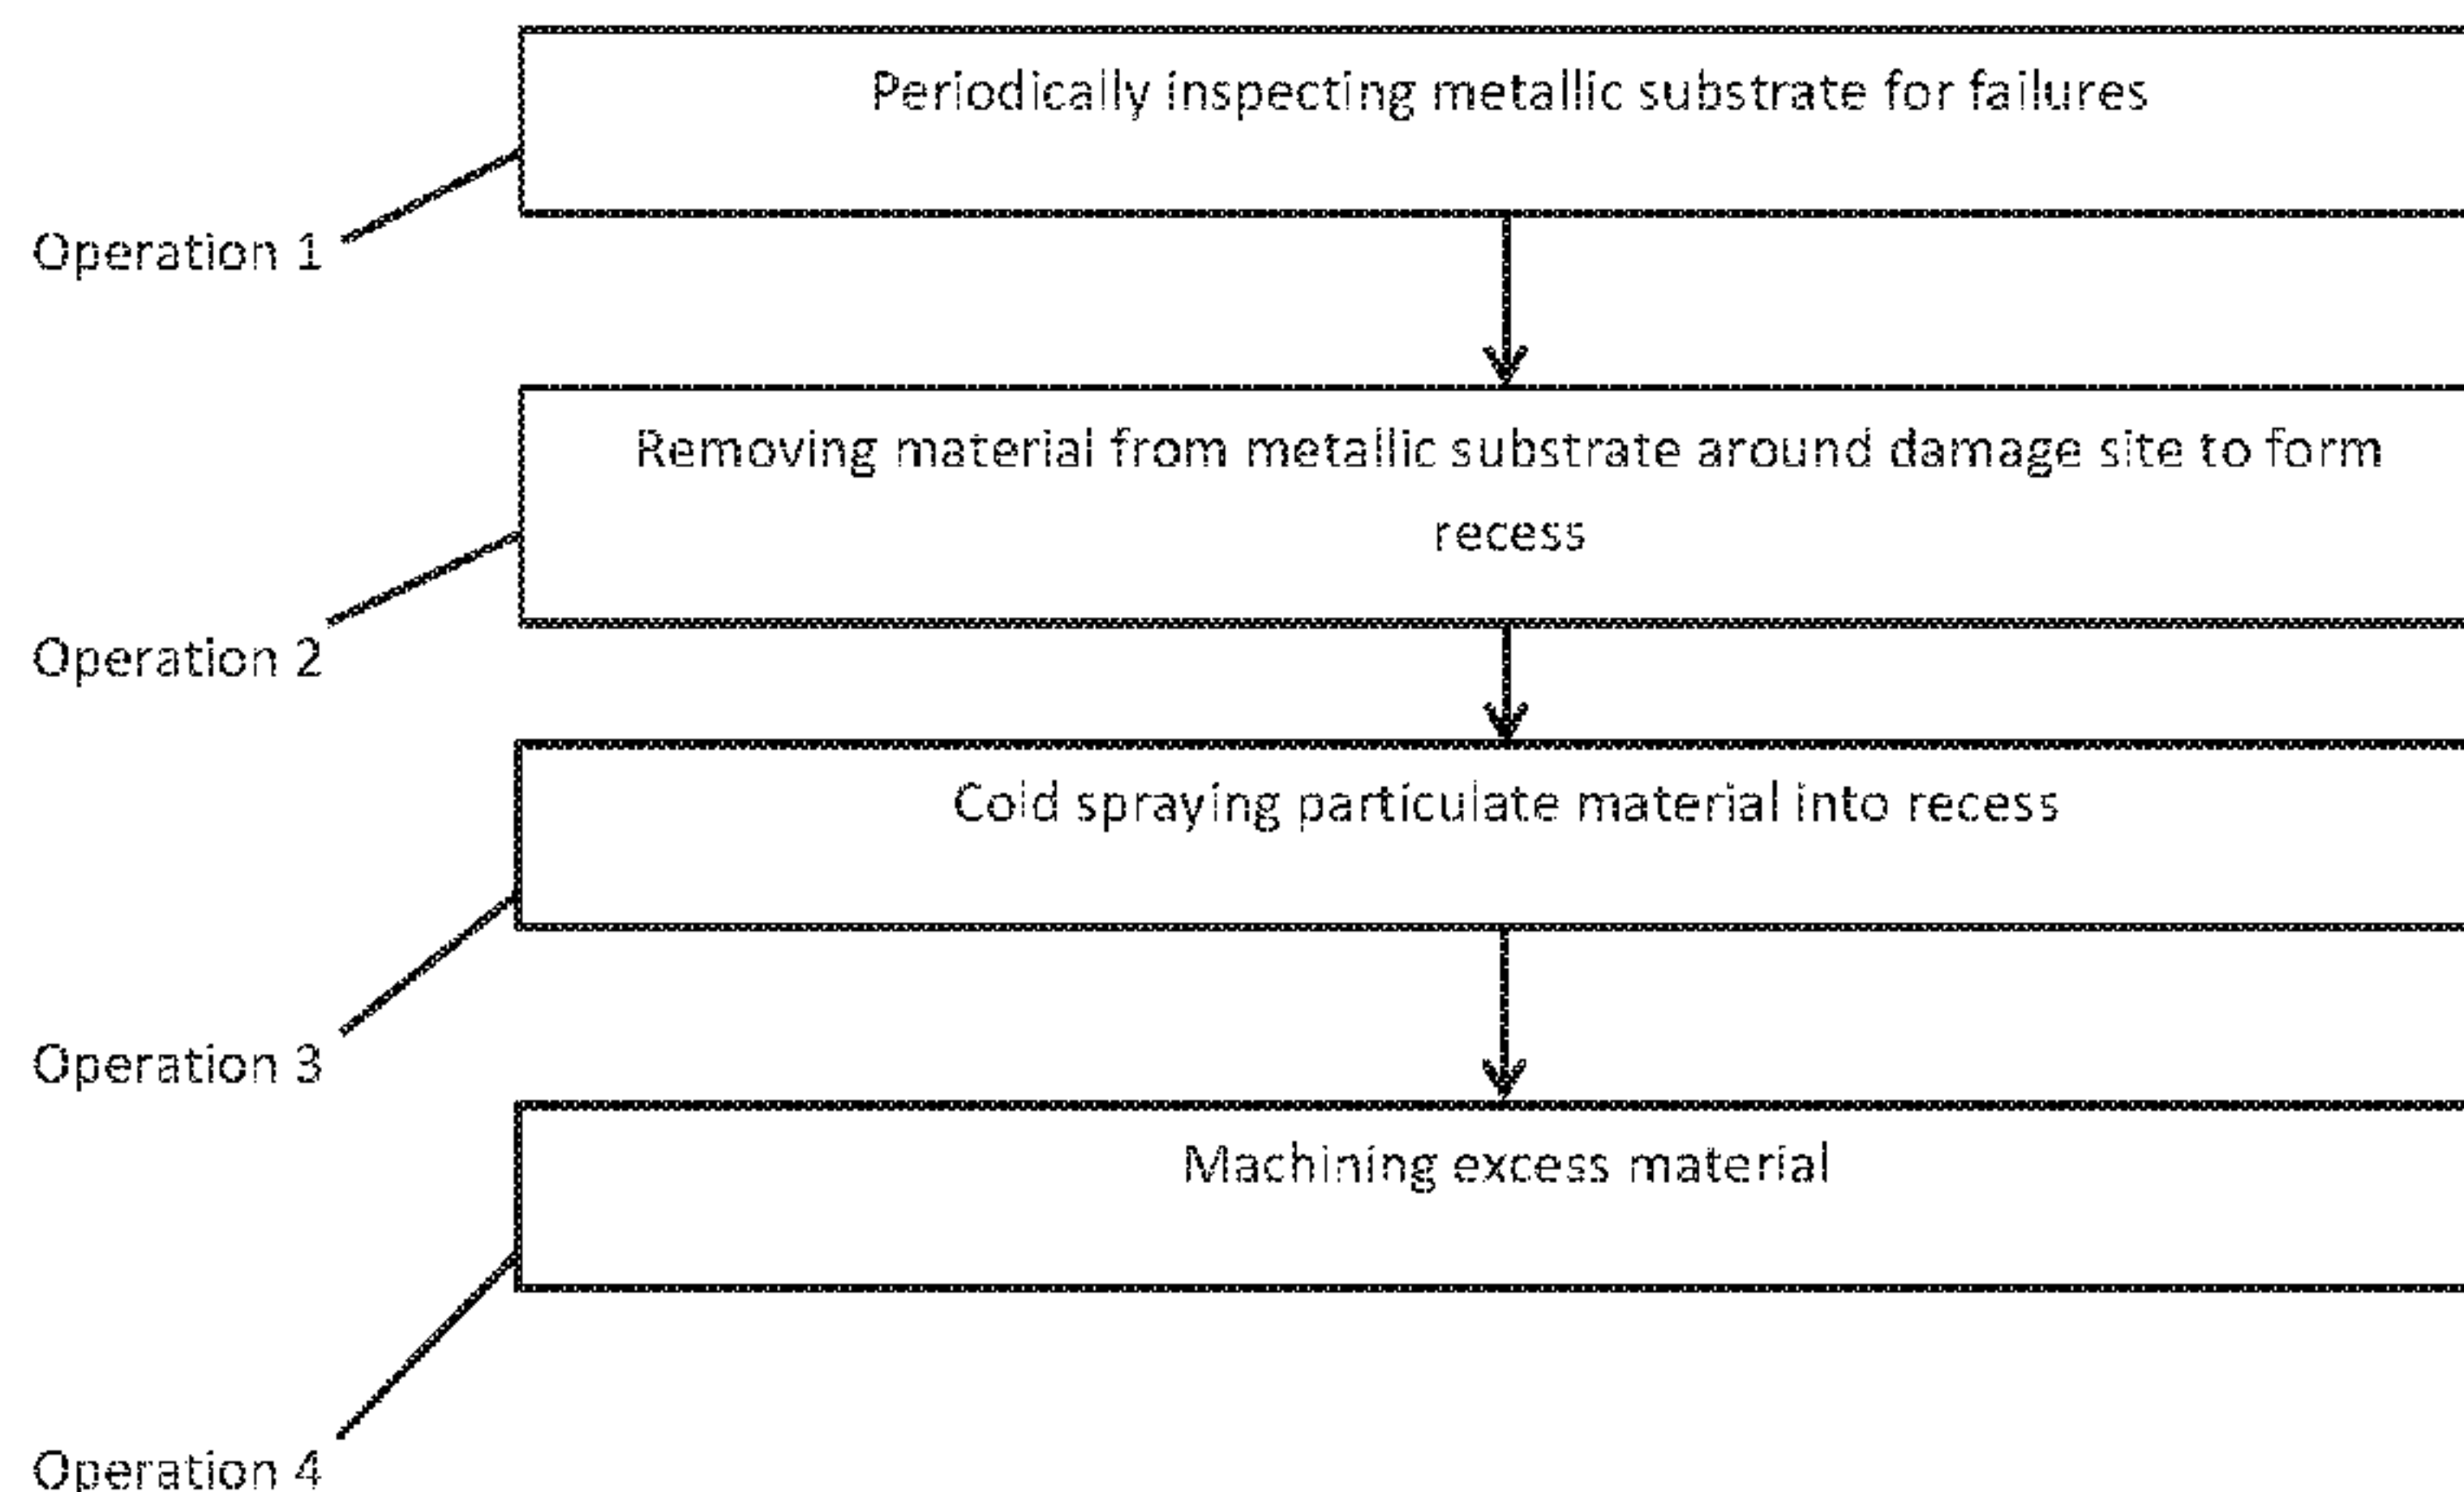 Periodically inspecting metallic substrate for failures
Operation 1
Removing material from metallic substrate around damage site to form
recess
Operation 2
Cold spraying particulate material into recess
Operation 3
Machining excess material
Operation 4